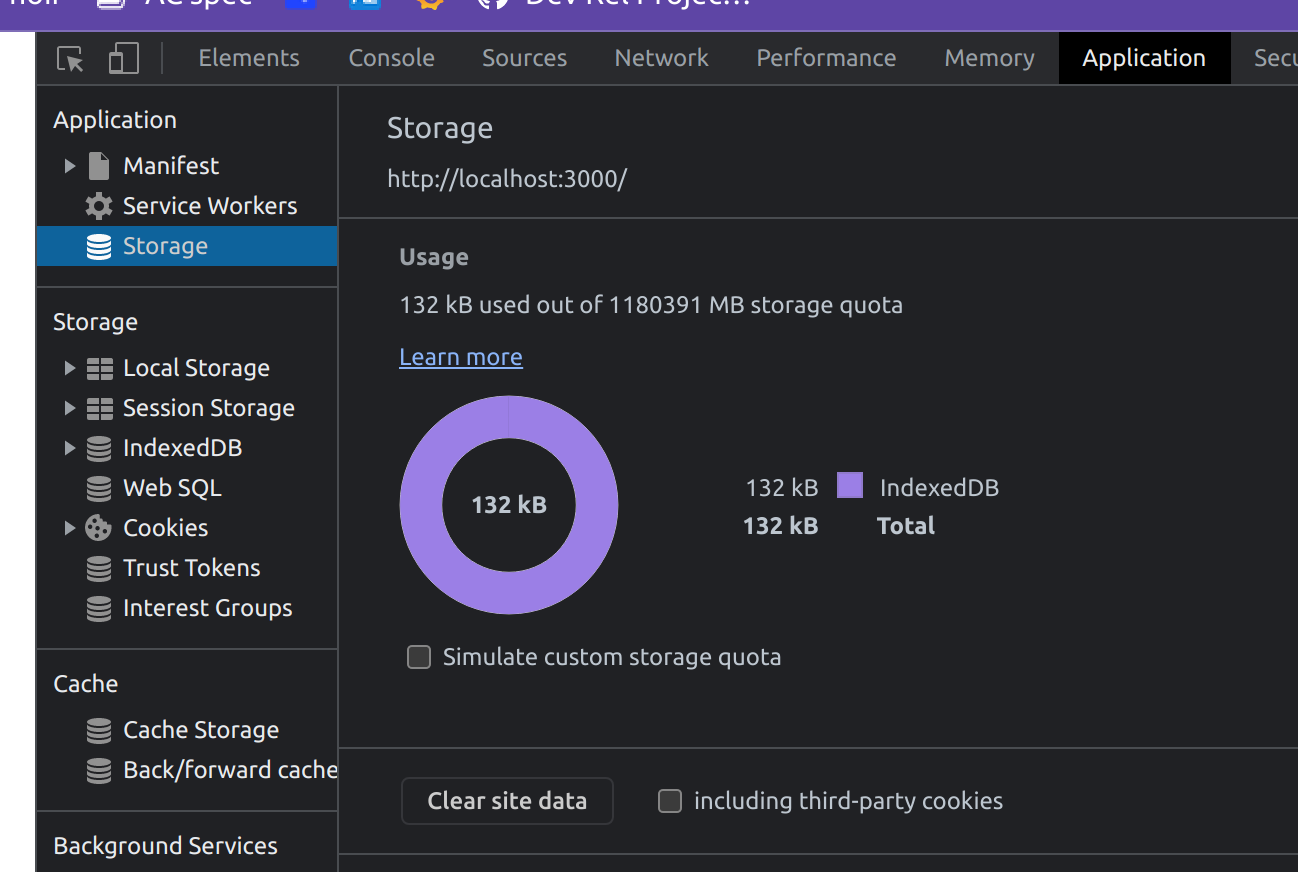 AC spec Dev Rel Projec...
Elements Console Sources Network Performance Memory Application Secu
Application
Manifest
Service Workers
Storage
Storage
Local Storage
Session Storage
IndexedDB
Web SQL
Cookies
Trust Tokens
Interest Groups
Cache
Cache Storage
Back/forward cache
Background Services
Storage
http://localhost:3000/
Usage
132 kB used out of 1180391 MB storage quota
Learn more
132 kB
132 kB IndexedDB
132 kB Total
Simulate custom storage quota
Clear site data including third-party cookies